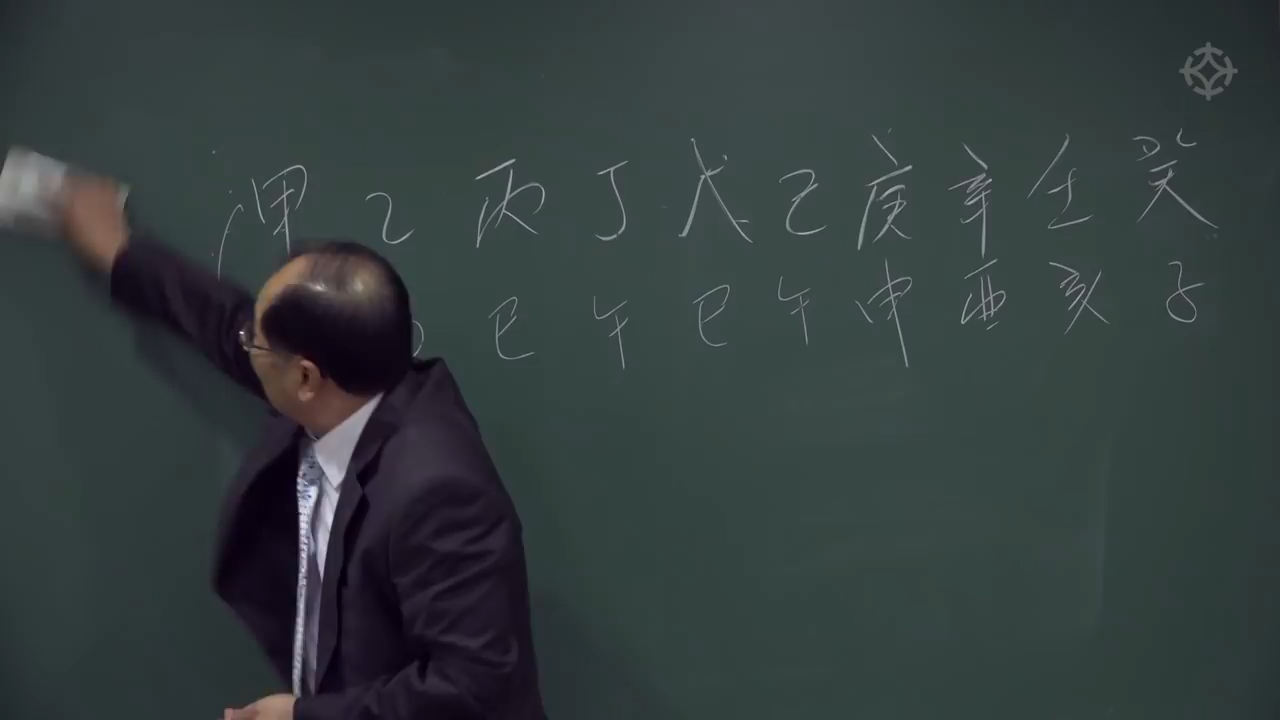 甲 乙 丙 丁 戊 己 庚 辛 壬 癸
巳 午 巳 午 申 酉 亥 子